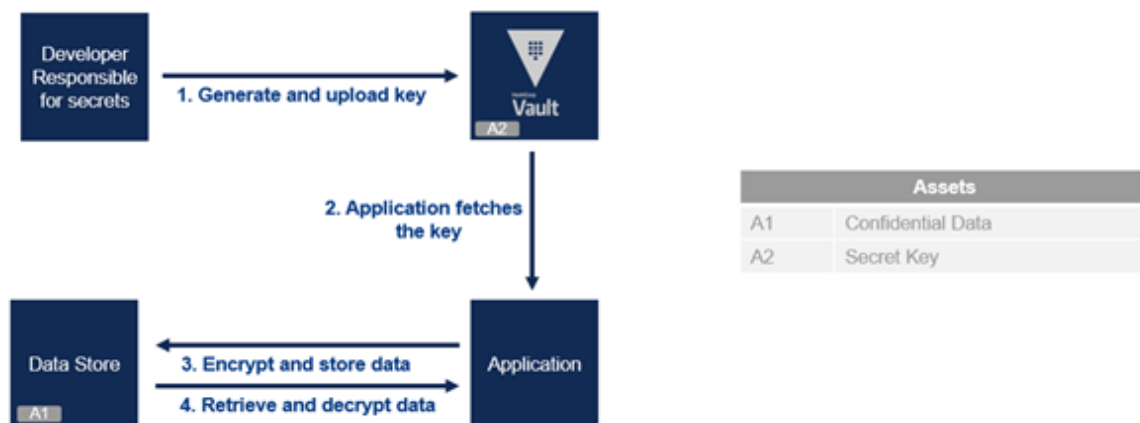 Developer
Responsible
for secrets
1. Generate and upload key
HashiCorp
Vault
A2
2. Application fetches
the key
Assets
A1 Confidential Data
A2 Secret Key
Data Store
A1
3. Encrypt and store data
4. Retrieve and decrypt data
Application